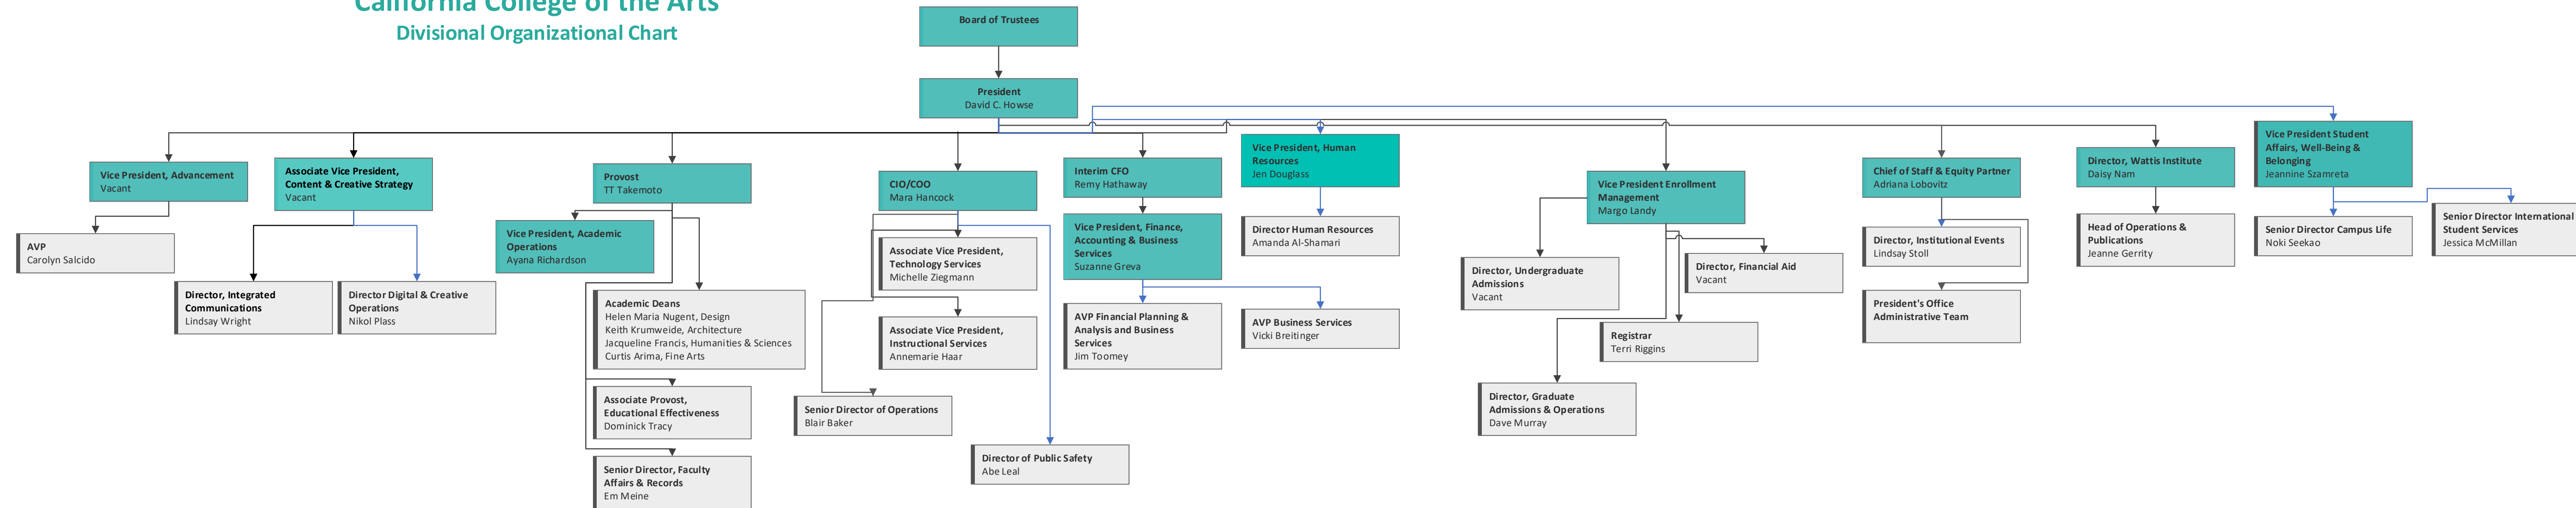 California College of the Arts
Divisional Organizational Chart
Board of Trustees
President
David C. Howse
Vice President, Advancement
Vacant
AVP
Carolyn Salcido
Associate Vice President,
Content & Creative Strategy
Vacant
Director, Integrated
Communications
Lindsay Wright
Director Digital & Creative
Operations
Nikol Plass
Provost
TT Takemoto
Vice President, Academic
Operations
Ayana Richardson
Academic Deans
Helen Maria Nugent, Design
Keith Krumweide, Architecture
Jacqueline Francis, Humanities & Sciences
Curtis Arima, Fine Arts
Associate Provost,
Educational Effectiveness
Dominick Tracy
Senior Director, Faculty
Affairs & Records
Em Meine
CIO/COO
Mara Hancock
Associate Vice President,
Technology Services
Michelle Ziegmann
Associate Vice President,
Instructional Services
Annemarie Haar
Senior Director of Operations
Blair Baker
Director of Public Safety
Abe Leal
Interim CFO
Remy Hathaway
Vice President, Finance,
Accounting & Business
Services
Suzanne Greva
AVP Financial Planning &
Analysis and Business
Services
Jim Toomey
AVP Business Services
Vicki Breitinger
Vice President, Human
Resources
Jen Douglass
Director Human Resources
Amanda Al-Shamari
Vice President Enrollment
Management
Margo Landy
Director, Undergraduate
Admissions
Vacant
Director, Financial Aid
Vacant
Registrar
Terri Riggins
Director, Graduate
Admissions & Operations
Dave Murray
Chief of Staff & Equity Partner
Adriana Lobovitz
Director, Institutional Events
Lindsay Stoll
President's Office
Administrative Team
Director, Wattis Institute
Daisy Nam
Head of Operations &
Publications
Jeanne Gerrity
Vice President Student
Affairs, Well-Being &
Belonging
Jeannine Szamreta
Senior Director Campus Life
Noki Seekao
Senior Director International
Student Services
Jessica McMillan